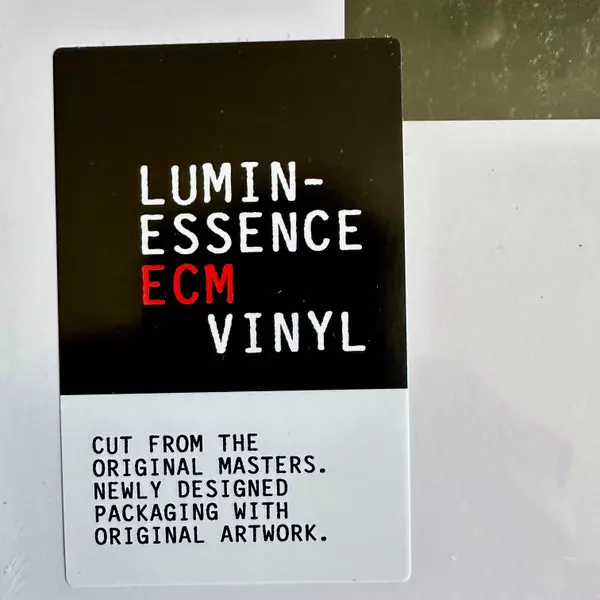 LUMIN-
ESSENCE
ECM
VINYL
CUT FROM THE
ORIGINAL MASTERS.
NEWLY DESIGNED
PACKAGING WITH
ORIGINAL ARTWORK.